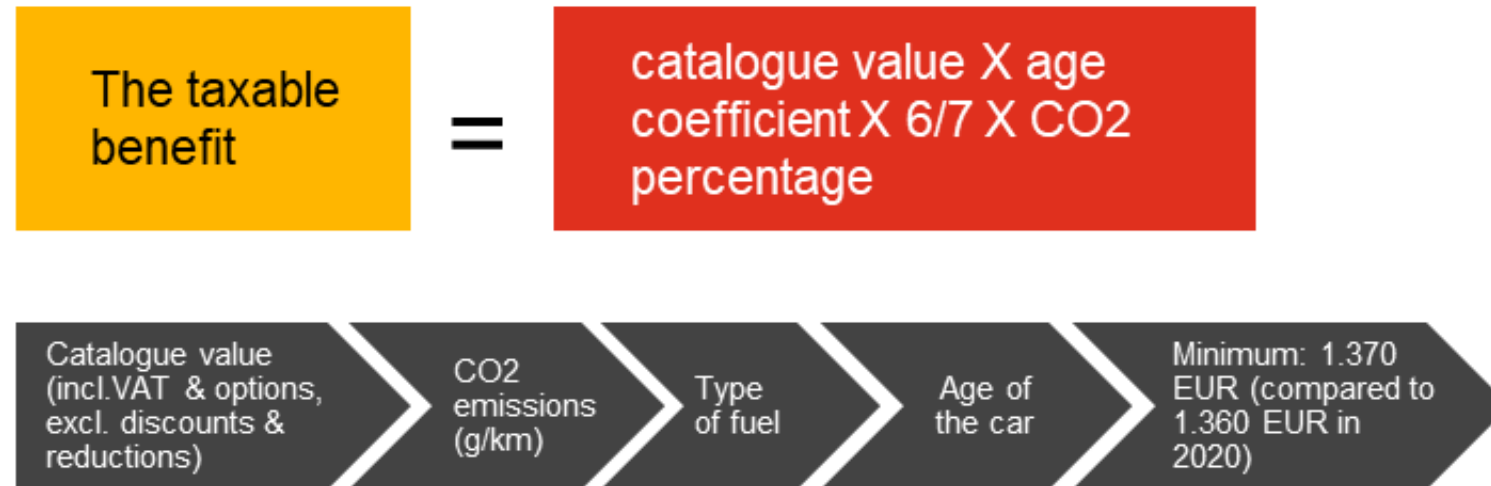 The taxable
benefit
=
catalogue value X age
coefficient X 6/7 X CO2
percentage
Catalogue value
(incl.VAT & options,
excl. discounts &
reductions)
CO2
emissions
(g/km)
Type
of fuel
Age of
the car
Minimum: 1.370
EUR (compared to
1.360 EUR in
2020)